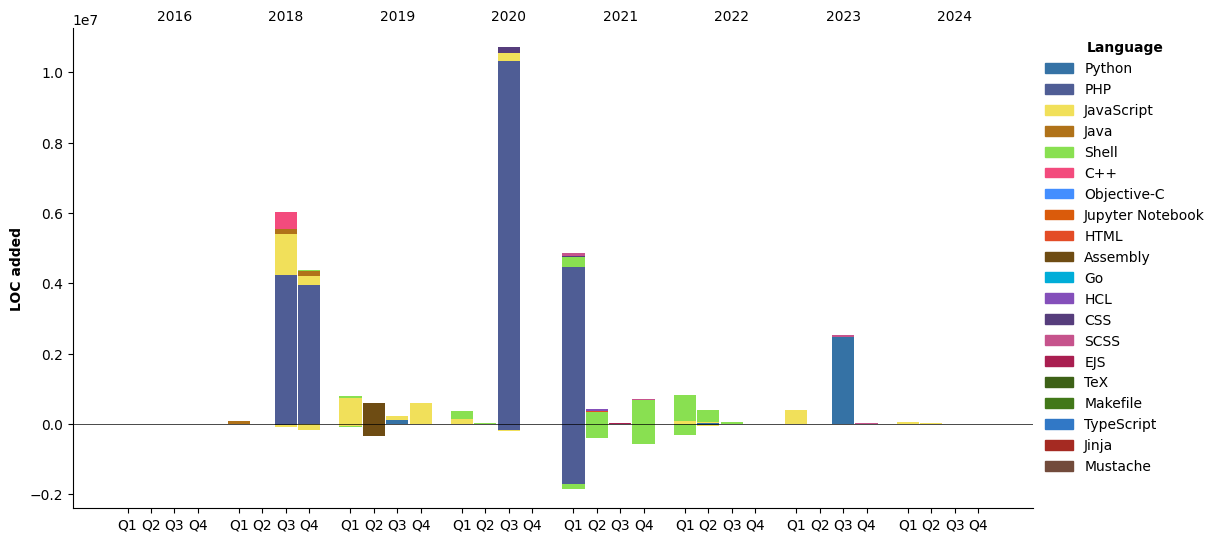 2016 2018 2019 2020 2021 2022 2023 2024
1e7
1.0
0.8
0.6
0.4
0.2
0.0
−0.2
LOC added
Q1 Q2 Q3 Q4 Q1 Q2 Q3 Q4 Q1 Q2 Q3 Q4 Q1 Q2 Q3 Q4 Q1 Q2 Q3 Q4 Q1 Q2 Q3 Q4 Q1 Q2 Q3 Q4 Q1 Q2 Q3 Q4
Language
Python
PHP
JavaScript
Java
Shell
C++
Objective-C
Jupyter Notebook
HTML
Assembly
Go
HCL
CSS
SCSS
EJS
TeX
Makefile
TypeScript
Jinja
Mustache